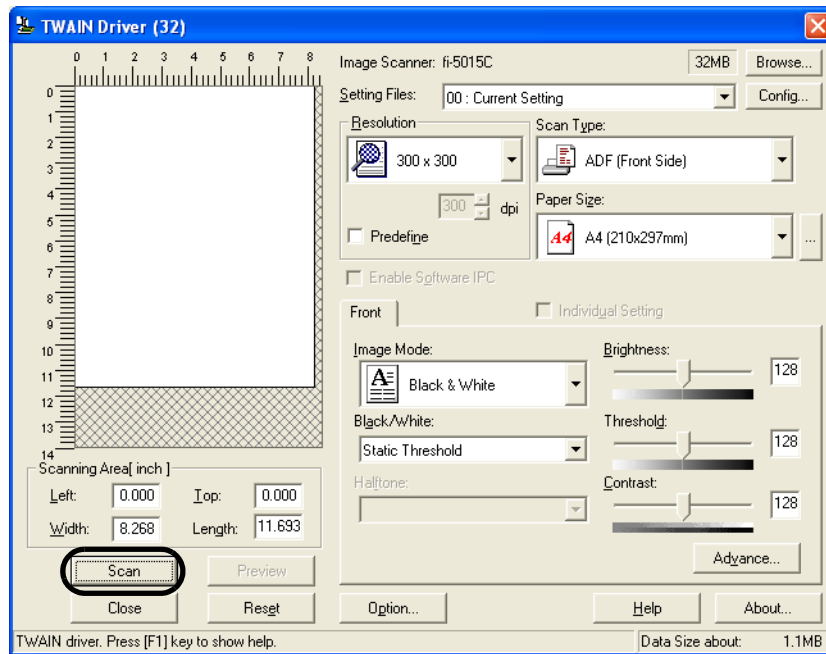 TWAIN Driver (32)
0 1 2 3 4 5 6 7 8
0
1
2
3
4
5
6
7
8
9
10
11
12
13
14
Image Scanner: fi-5015C 32MB Browse...
Setting Files: 00 : Current Setting Config...
Resolution
300 x 300
300 dpi
Predefine
Scan Type:
ADF (Front Side)
Paper Size:
A4 A4 (210x297mm) ...
Enable Software IPC
Front Individual Setting
Image Mode:
A Black & White
Black/White:
Static Threshold
Halftone:
Brightness:
128
Threshold:
128
Contrast:
128
Advance...
Scanning Area[ inch ]
Left: 0.000 Top: 0.000
Width: 8.268 Length: 11.693
Scan Preview
Close Reset Option... Help About...
TWAIN driver. Press [F1] key to show help. Data Size about: 1.1MB